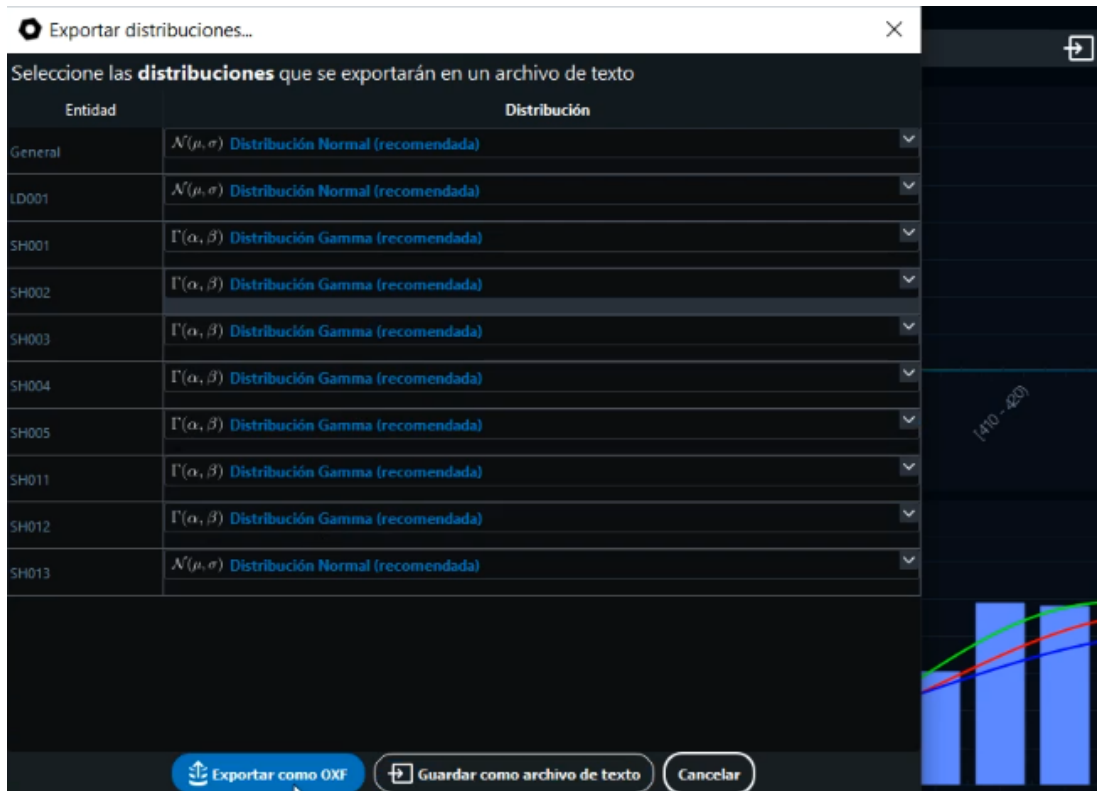 Exportar distribuciones...
Seleccione las distribuciones que se exportarán en un archivo de texto
Entidad Distribución
General N(μ, σ) Distribución Normal (recomendada)
LD001 N(μ, σ) Distribución Normal (recomendada)
SH001 Γ(α, β) Distribución Gamma (recomendada)
SH002 Γ(α, β) Distribución Gamma (recomendada)
SH003 Γ(α, β) Distribución Gamma (recomendada)
SH004 Γ(α, β) Distribución Gamma (recomendada)
SH005 Γ(α, β) Distribución Gamma (recomendada)
SH011 Γ(α, β) Distribución Gamma (recomendada)
SH012 Γ(α, β) Distribución Gamma (recomendada)
SH013 N(μ, σ) Distribución Normal (recomendada)
[410 - 420)
Exportar como OXF Guardar como archivo de texto Cancelar